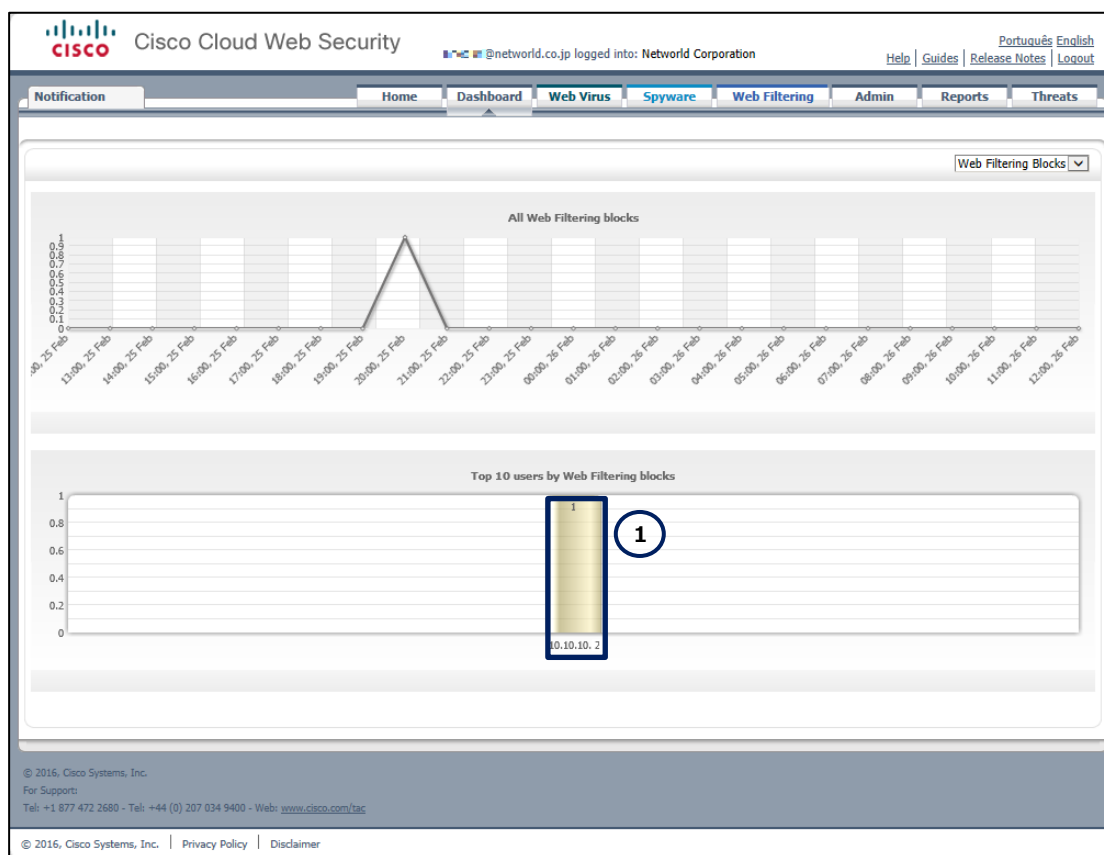 CISCO
Cisco Cloud Web Security
@networld.co.jp logged into: Networld Corporation
Português English
Help | Guides | Release Notes | Logout
Notification
Home Dashboard Web Virus Spyware Web Filtering Admin Reports Threats
Web Filtering Blocks
All Web Filtering blocks
1
0.9
0.8
0.7
0.6
0.5
0.4
0.3
0.2
0.1
0
:00, 25 Feb
13:00, 25 Feb
14:00, 25 Feb
15:00, 25 Feb
16:00, 25 Feb
17:00, 25 Feb
18:00, 25 Feb
19:00, 25 Feb
20:00, 25 Feb
21:00, 25 Feb
22:00, 25 Feb
23:00, 25 Feb
00:00, 26 Feb
01:00, 26 Feb
02:00, 26 Feb
03:00, 26 Feb
04:00, 26 Feb
05:00, 26 Feb
06:00, 26 Feb
07:00, 26 Feb
08:00, 26 Feb
09:00, 26 Feb
10:00, 26 Feb
11:00, 26 Feb
12:00, 26 Feb
Top 10 users by Web Filtering blocks
1
0.8
0.6
0.4
0.2
0
1
1
10.10.10. 2
© 2016, Cisco Systems, Inc.
For Support:
Tel: +1 877 472 2680 - Tel: +44 (0) 207 034 9400 - Web: www.cisco.com/tac
© 2016, Cisco Systems, Inc. | Privacy Policy | Disclaimer